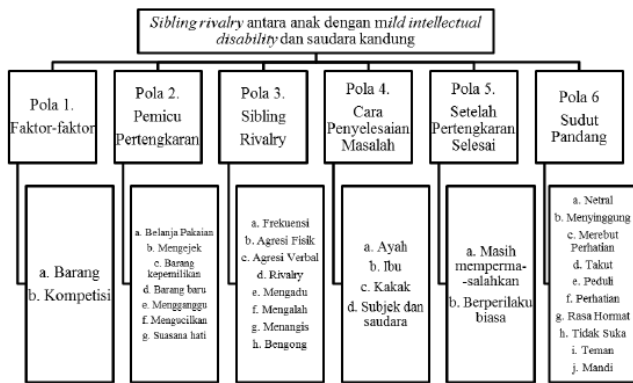 Sibling rivalry antara anak dengan mild intellectual
disability dan saudara kandung
Pola 1.
Faktor-faktor
a. Barang
b. Kompetisi
Pola 2.
Pemicu
Pertengkaran
a. Belanja Pakaian
b. Mengejek
c. Barang
kepemilikan
d. Barang baru
e. Mengganggu
f. Mengucilkan
g. Suasana hati
Pola 3.
Sibling
Rivalry
a. Frekuensi
b. Agresi Fisik
c. Agresi Verbal
d. Rivalry
e. Mengadu
f. Mengalah
g. Menangis
h. Bengong
Pola 4.
Cara
Penyelesaian
Masalah
a. Ayah
b. Ibu
c. Kakak
d. Subjek dan
saudara
Pola 5.
Setelah
Pertengkaran
Selesai
a. Masih
memperma-
-salahkan
b. Berperilaku
biasa
Pola 6
Sudut
Pandang
a. Netral
b. Menyinggung
c. Merebut
Perhatian
d. Takut
e. Peduli
f. Perhatian
g. Rasa Hormat
h. Tidak Suka
i. Teman
j. Mandi